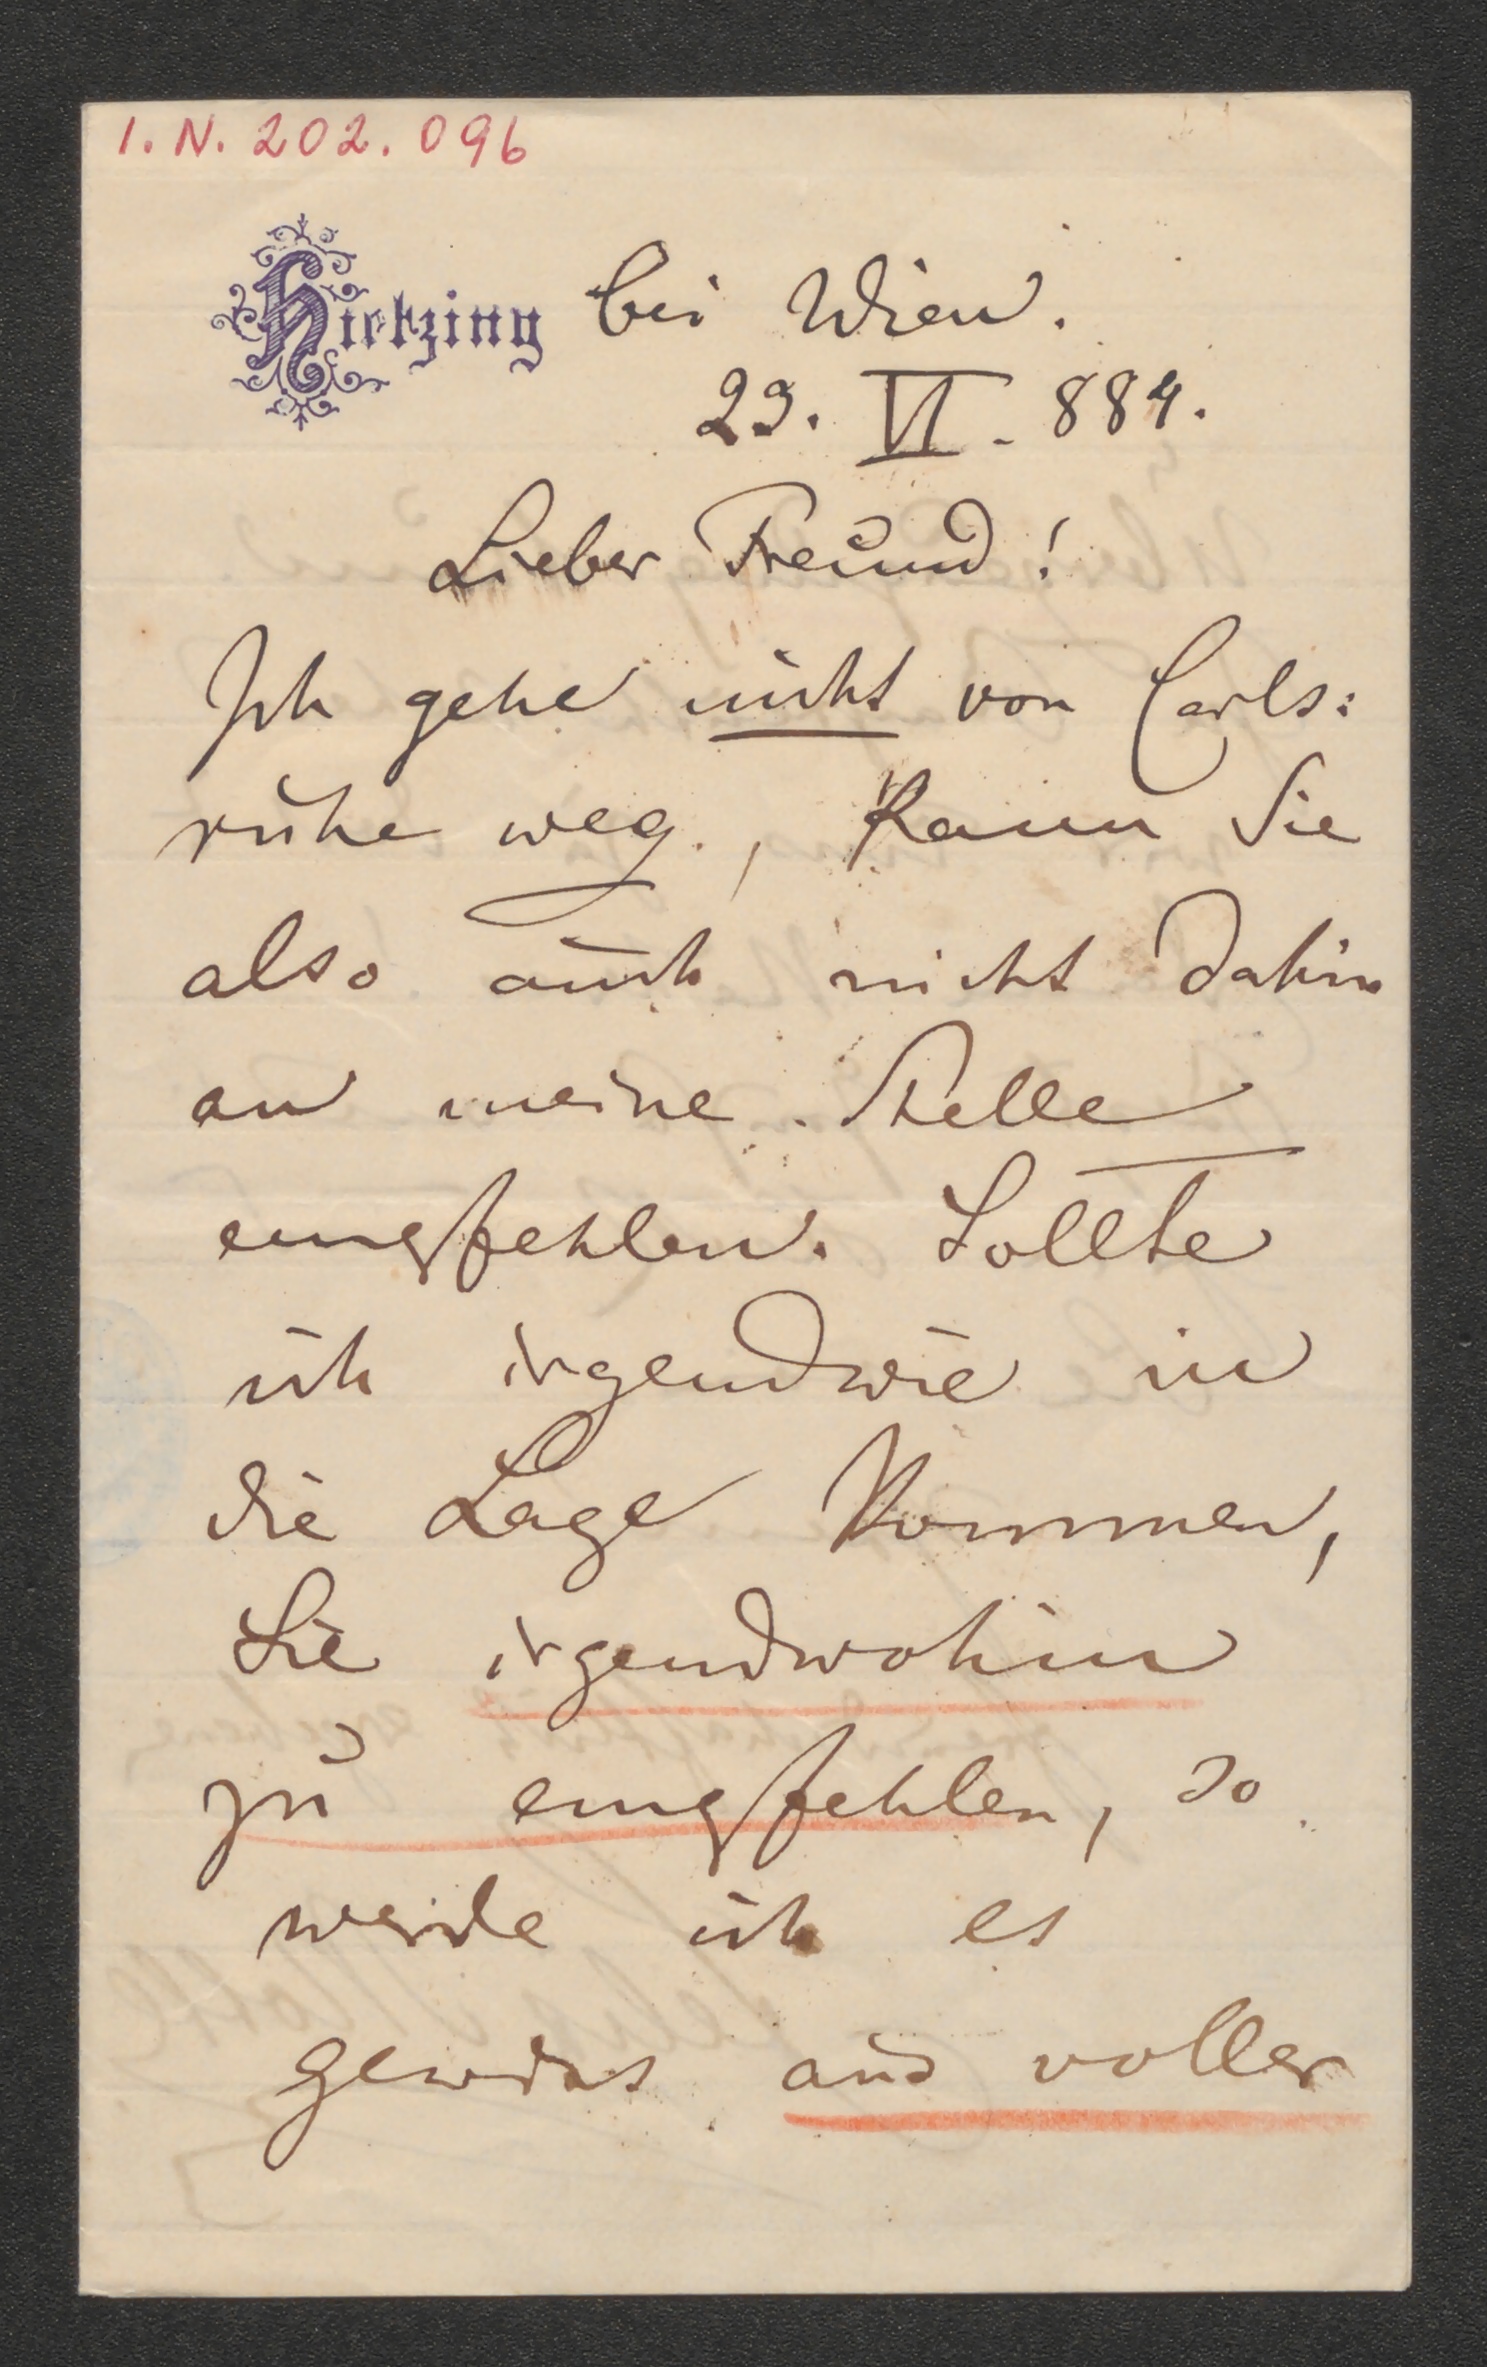 I. N. 202.096
Hietzing bei Wien.
29. VI. 884.
Lieber Freund!
Ich gehe nicht von Carls:
ruhe weg., kann Sie
also auch nicht dahin
an meine Stelle
empfehlen. Sollte
ich irgendwie in
die Lage kommen,
Sie irgendwohin
zu empfehlen, so
werde ich es
gewiss aus voller